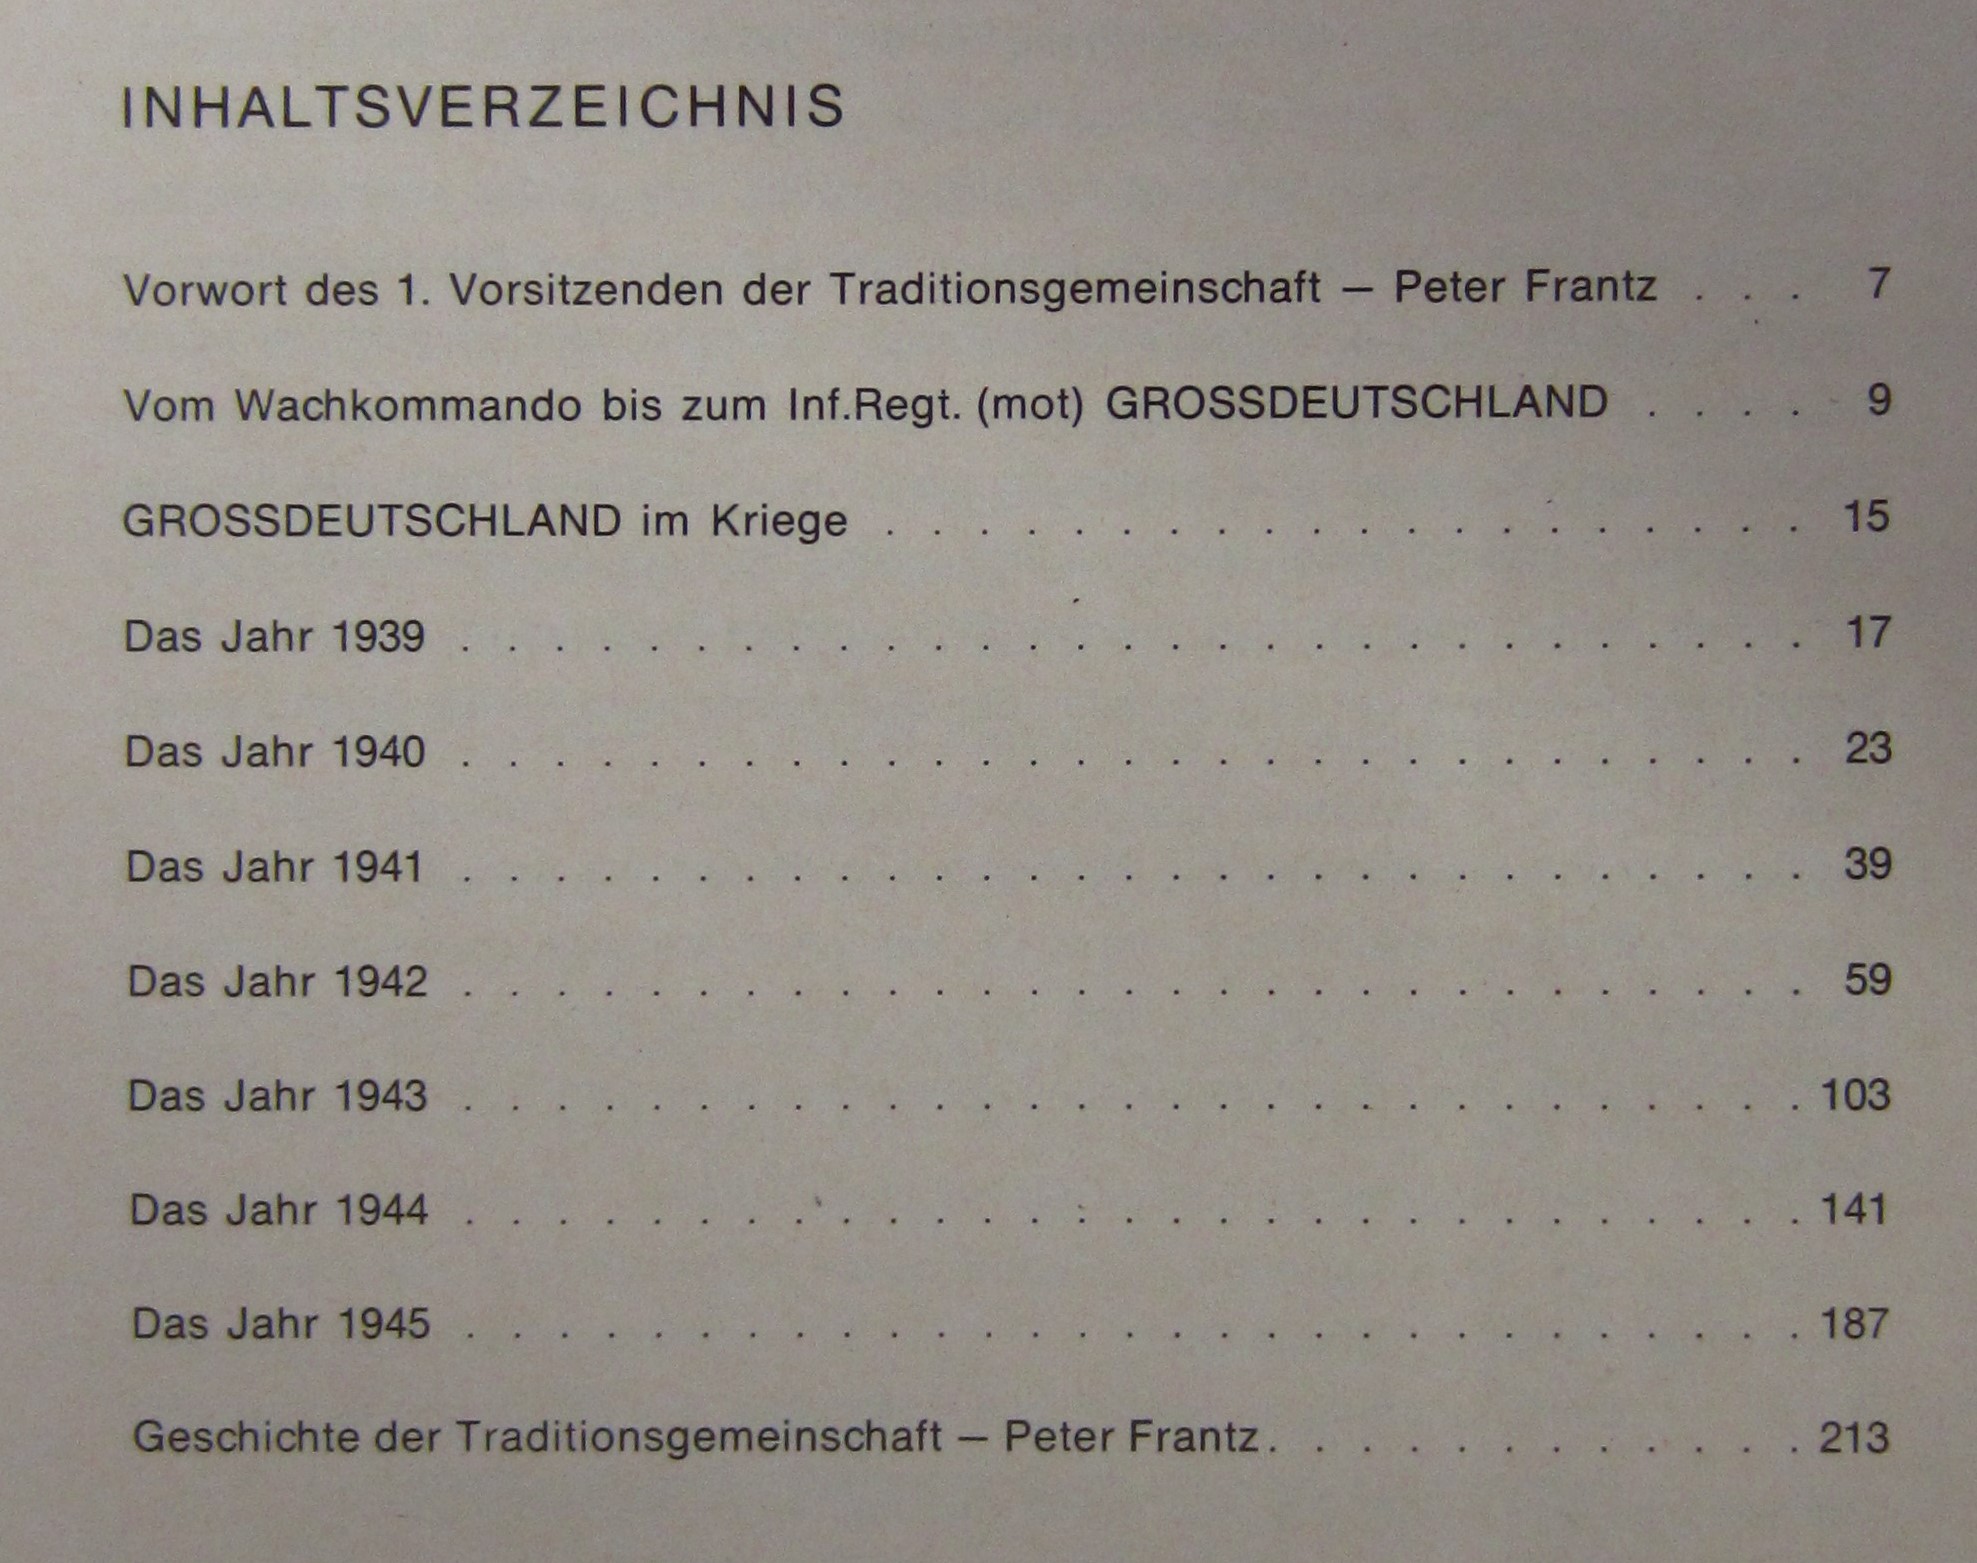 INHALTSVERZEICHNIS
Vorwort des 1. Vorsitzenden der Traditionsgemeinschaft – Peter Frantz . . . 7
Vom Wachkommando bis zum Inf.Regt. (mot) GROSSDEUTSCHLAND . . . . 9
GROSSDEUTSCHLAND im Kriege . . . . . . . . . . . . . . . . . . . . 15
Das Jahr 1939 . . . . . . . . . . . . . . . . . . . . . . . . . . . . . 17
Das Jahr 1940 . . . . . . . . . . . . . . . . . . . . . . . . . . . . . 23
Das Jahr 1941 . . . . . . . . . . . . . . . . . . . . . . . . . . . . . 39
Das Jahr 1942 . . . . . . . . . . . . . . . . . . . . . . . . . . . . . 59
Das Jahr 1943 . . . . . . . . . . . . . . . . . . . . . . . . . . . . . 103
Das Jahr 1944 . . . . . . . . . . . . . . . . . . . . . . . . . . . . . 141
Das Jahr 1945 . . . . . . . . . . . . . . . . . . . . . . . . . . . . . 187
Geschichte der Traditionsgemeinschaft – Peter Frantz . . . . . . . . . . . . 213